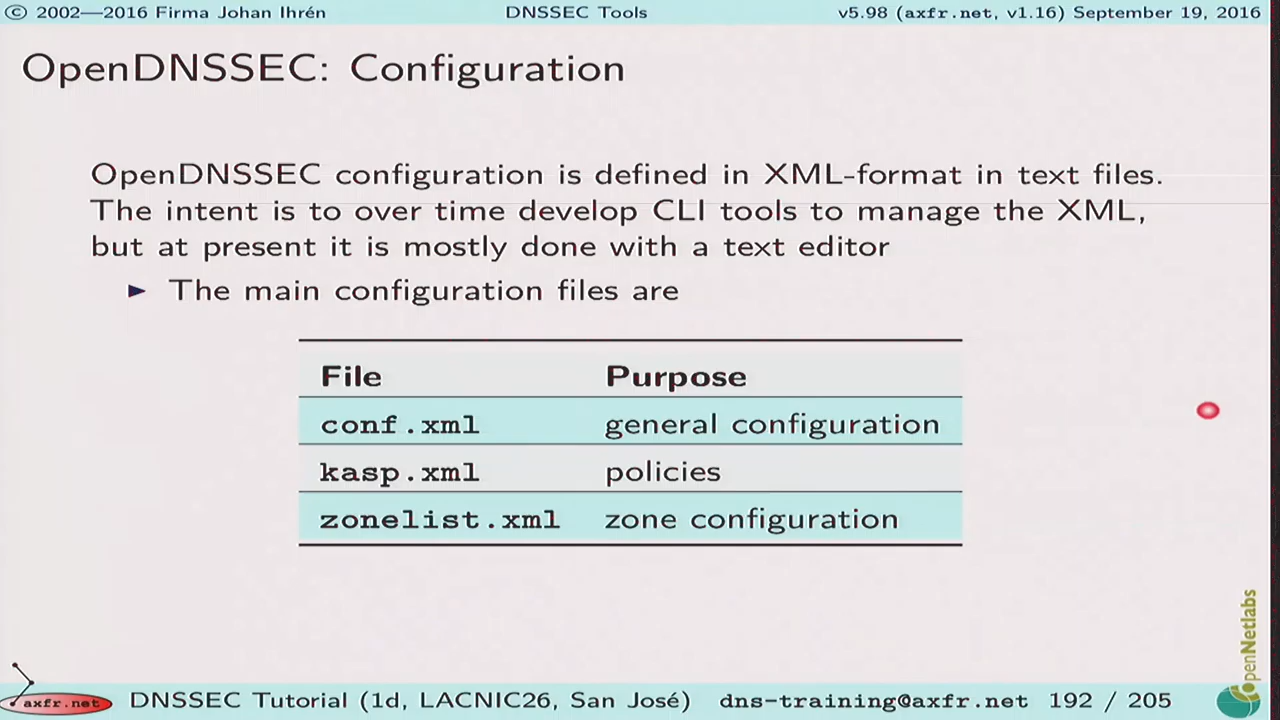 © 2002—2016 Firma Johan Ihrén DNSSEC Tools v5.98 (axfr.net, v1.16) September 19, 2016
OpenDNSSEC: Configuration
OpenDNSSEC configuration is defined in XML-format in text files.
The intent is to over time develop CLI tools to manage the XML,
but at present it is mostly done with a text editor
► The main configuration files are
File Purpose
conf.xml general configuration
kasp.xml policies
zonelist.xml zone configuration
OpenNetlabs
axfr.net DNSSEC Tutorial (1d, LACNIC26, San José) dns-training@axfr.net 192 / 205